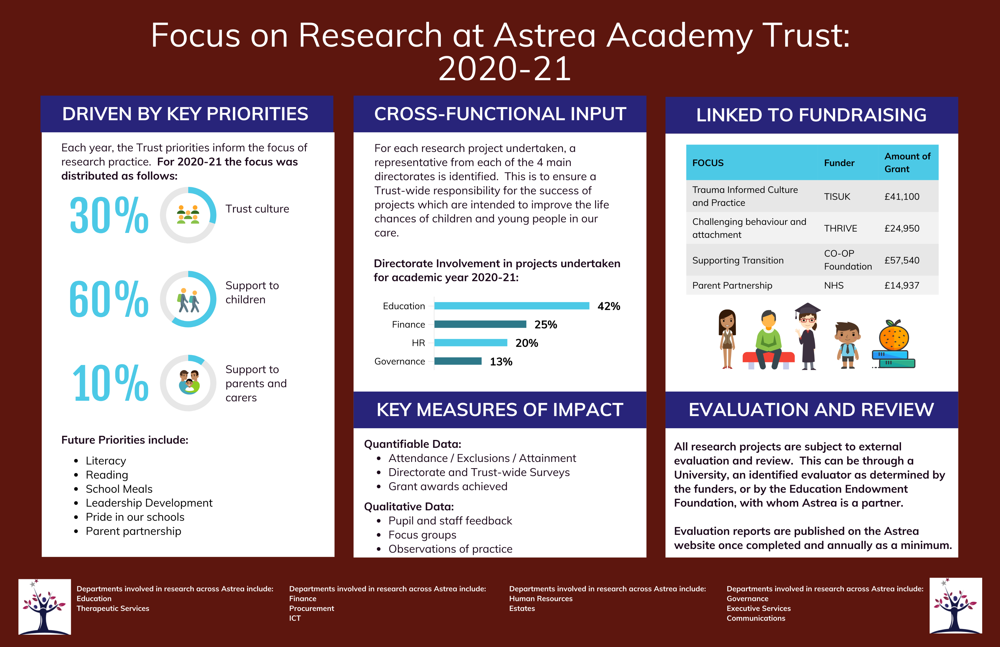 Focus on Research at Astrea Academy Trust:
2020-21
DRIVEN BY KEY PRIORITIES
Each year, the Trust priorities inform the focus of
research practice.  For 2020-21 the focus was
distributed as follows:
30%
Trust culture
60%
Support to
children
10%
Support to
parents and
carers
Future Priorities include:
• Literacy
• Reading
• School Meals
• Leadership Development
• Pride in our schools
• Parent partnership
CROSS-FUNCTIONAL INPUT
For each research project undertaken, a
representative from each of the 4 main
directorates is identified.  This is to ensure a
Trust-wide responsibility for the success of
projects which are intended to improve the life
chances of children and young people in our
care.
Directorate Involvement in projects undertaken
for academic year 2020-21:
Education 42%
Finance 25%
HR 20%
Governance 13%
KEY MEASURES OF IMPACT
Quantifiable Data:
• Attendance / Exclusions / Attainment
• Directorate and Trust-wide Surveys
• Grant awards achieved
Qualitative Data:
• Pupil and staff feedback
• Focus groups
• Observations of practice
LINKED TO FUNDRAISING
FOCUS Funder Amount of
Grant
Trauma Informed Culture
and Practice TISUK £41,100
Challenging behaviour and
attachment THRIVE £24,950
Supporting Transition CO-OP
Foundation £57,540
Parent Partnership NHS £14,937
EVALUATION AND REVIEW
All research projects are subject to external
evaluation and review.  This can be through a
University, an identified evaluator as determined by
the funders, or by the Education Endowment
Foundation, with whom Astrea is a partner.
Evaluation reports are published on the Astrea
website once completed and annually as a minimum.
Departments involved in research across Astrea include:
Education
Therapeutic Services
Departments involved in research across Astrea include:
Finance
Procurement
ICT
Departments involved in research across Astrea include:
Human Resources
Estates
Departments involved in research across Astrea include:
Governance
Executive Services
Communications